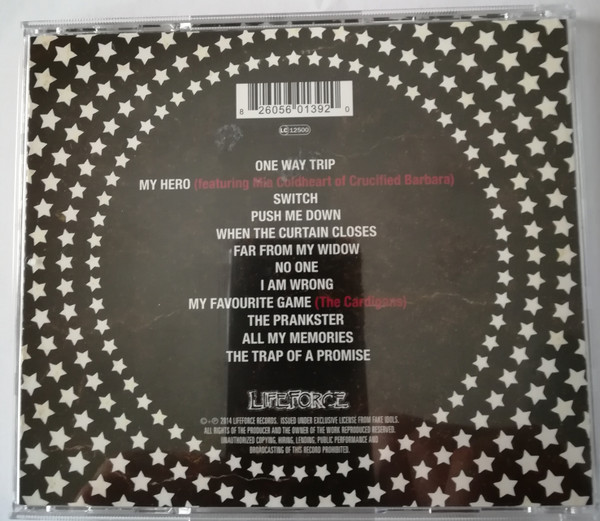 8 26056 01392 0
LC 12500
ONE WAY TRIP
MY HERO (featuring Mia Coldheart of Crucified Barbara)
SWITCH
PUSH ME DOWN
WHEN THE CURTAIN CLOSES
FAR FROM MY WIDOW
NO ONE
I AM WRONG
MY FAVOURITE GAME (The Cardigans)
THE PRANKSTER
ALL MY MEMORIES
THE TRAP OF A PROMISE
LIFEFORCE
©+℗ 2014 LIFEFORCE RECORDS. ISSUED UNDER EXCLUSIVE LICENSE FROM FAKE IDOLS.
ALL RIGHTS OF THE PRODUCER AND THE OWNER OF THE WORK REPRODUCED RESERVED.
UNAUTHORIZED COPYING, HIRING, LENDING, PUBLIC PERFORMANCE AND
BROADCASTING OF THIS RECORD PROHIBITED.